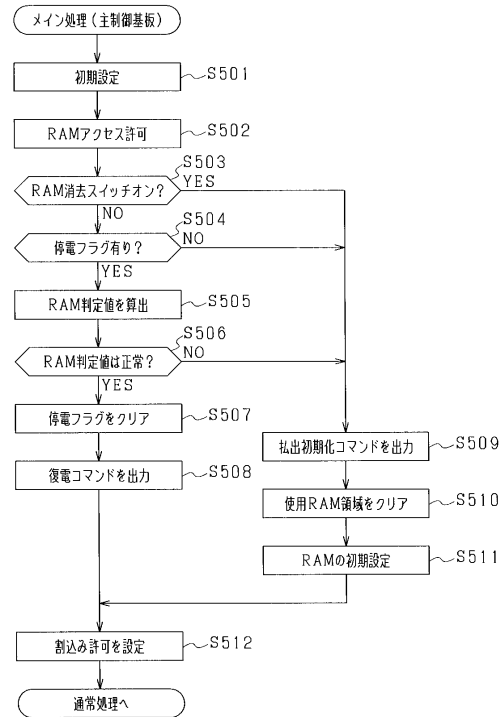 メイン処理(主制御基板)
初期設定
S501
RAMアクセス許可
S502
S503
RAM消去スイッチオン?
YES
NO
S504
停電フラグ有り?
NO
YES
RAM判定値を算出
S505
S506
RAM判定値は正常?
NO
YES
停電フラグをクリア
S507
払出初期化コマンドを出力
S509
復電コマンドを出力
S508
使用RAM領域をクリア
S510
RAMの初期設定
S511
割込み許可を設定
S512
通常処理へ